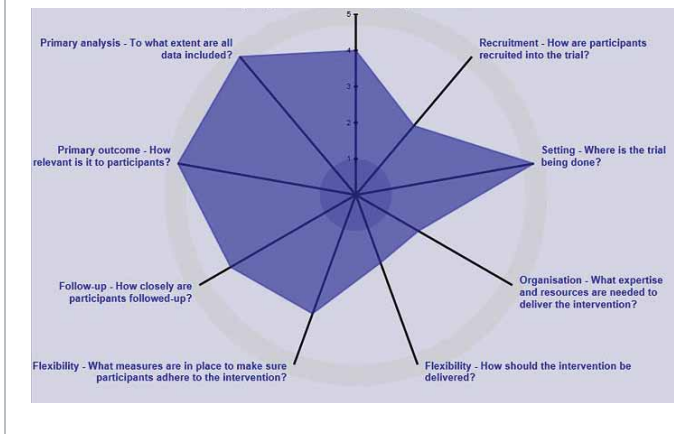 5
4
3
2
1
Primary analysis - To what extent are all
data included?
Recruitment - How are participants
recruited into the trial?
Primary outcome - How
relevant is it to participants?
Setting - Where is the trial
being done?
Follow-up - How closely are
participants followed-up?
Organisation - What expertise
and resources are needed to
deliver the intervention?
Flexibility - What measures are in place to make sure
participants adhere to the intervention?
Flexibility - How should the intervention be
delivered?